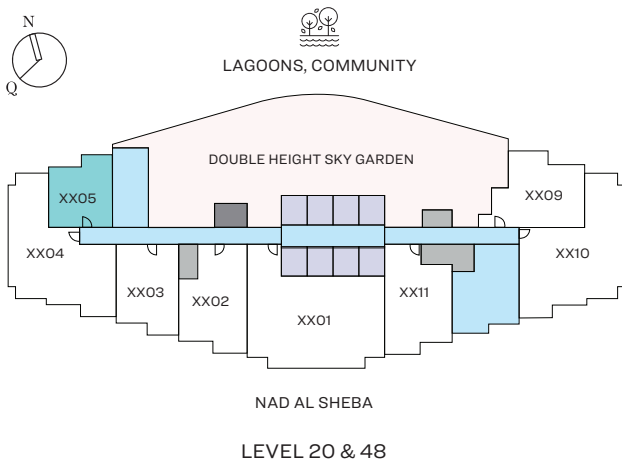 N
Q
LAGOONS, COMMUNITY
DOUBLE HEIGHT SKY GARDEN
XX05
XX09
XX04
XX10
XX03
XX02
XX01
XX11
NAD AL SHEBA
LEVEL 20 & 48